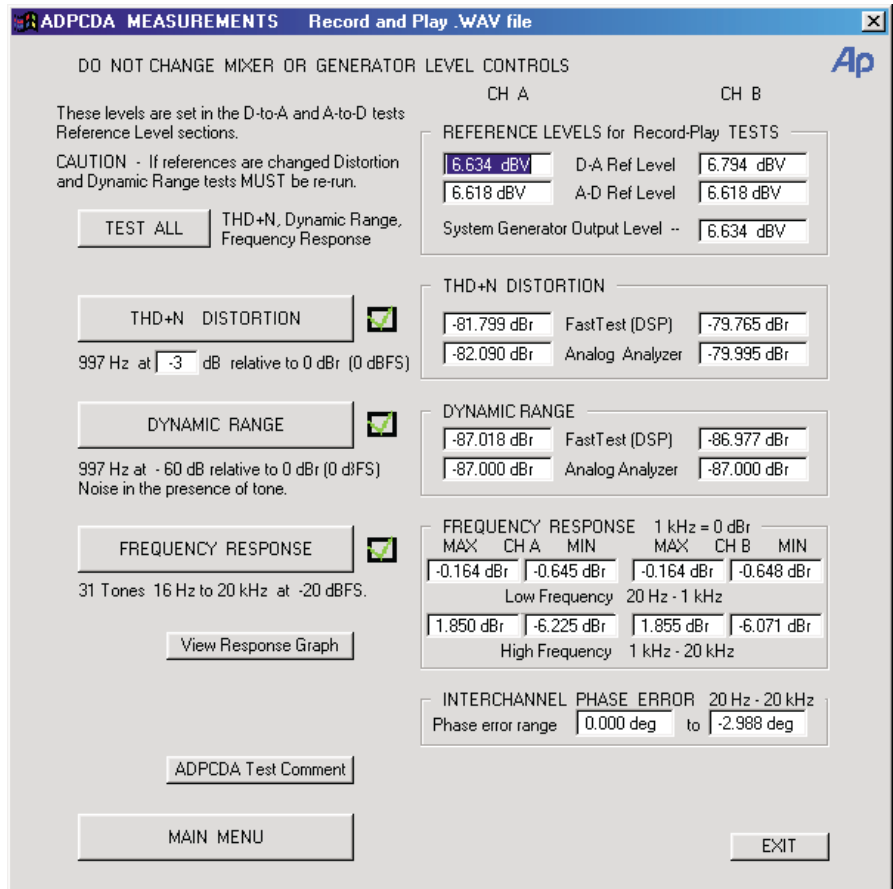 ADPCDA MEASUREMENTS Record and Play .WAV file
DO NOT CHANGE MIXER OR GENERATOR LEVEL CONTROLS
Ap
These levels are set in the D-to-A and A-to-D tests
Reference Level sections.
CAUTION - If references are changed Distortion
and Dynamic Range tests MUST be re-run.
TEST ALL
THD+N, Dynamic Range,
Frequency Response
CH A CH B
REFERENCE LEVELS for Record-Play TESTS
6.634 dBV D-A Ref Level 6.794 dBV
6.618 dBV A-D Ref Level 6.618 dBV
System Generator Output Level -- 6.634 dBV
THD+N DISTORTION
997 Hz at -3 dB relative to 0 dBr (0 dBFS)
THD+N DISTORTION
-81.799 dBr FastTest (DSP) -79.765 dBr
-82.090 dBr Analog Analyzer -79.995 dBr
DYNAMIC RANGE
997 Hz at - 60 dB relative to 0 dBr (0 dBFS)
Noise in the presence of tone.
DYNAMIC RANGE
-87.018 dBr FastTest (DSP) -86.977 dBr
-87.000 dBr Analog Analyzer -87.000 dBr
FREQUENCY RESPONSE
31 Tones 16 Hz to 20 kHz at -20 dBFS.
View Response Graph
FREQUENCY RESPONSE 1 kHz = 0 dBr
MAX CH A MIN MAX CH B MIN
-0.164 dBr -0.645 dBr -0.164 dBr -0.648 dBr
Low Frequency 20 Hz - 1 kHz
1.850 dBr -6.225 dBr 1.855 dBr -6.071 dBr
High Frequency 1 kHz - 20 kHz
INTERCHANNEL PHASE ERROR 20 Hz - 20 kHz
Phase error range 0.000 deg to -2.988 deg
ADPCDA Test Comment
MAIN MENU
EXIT